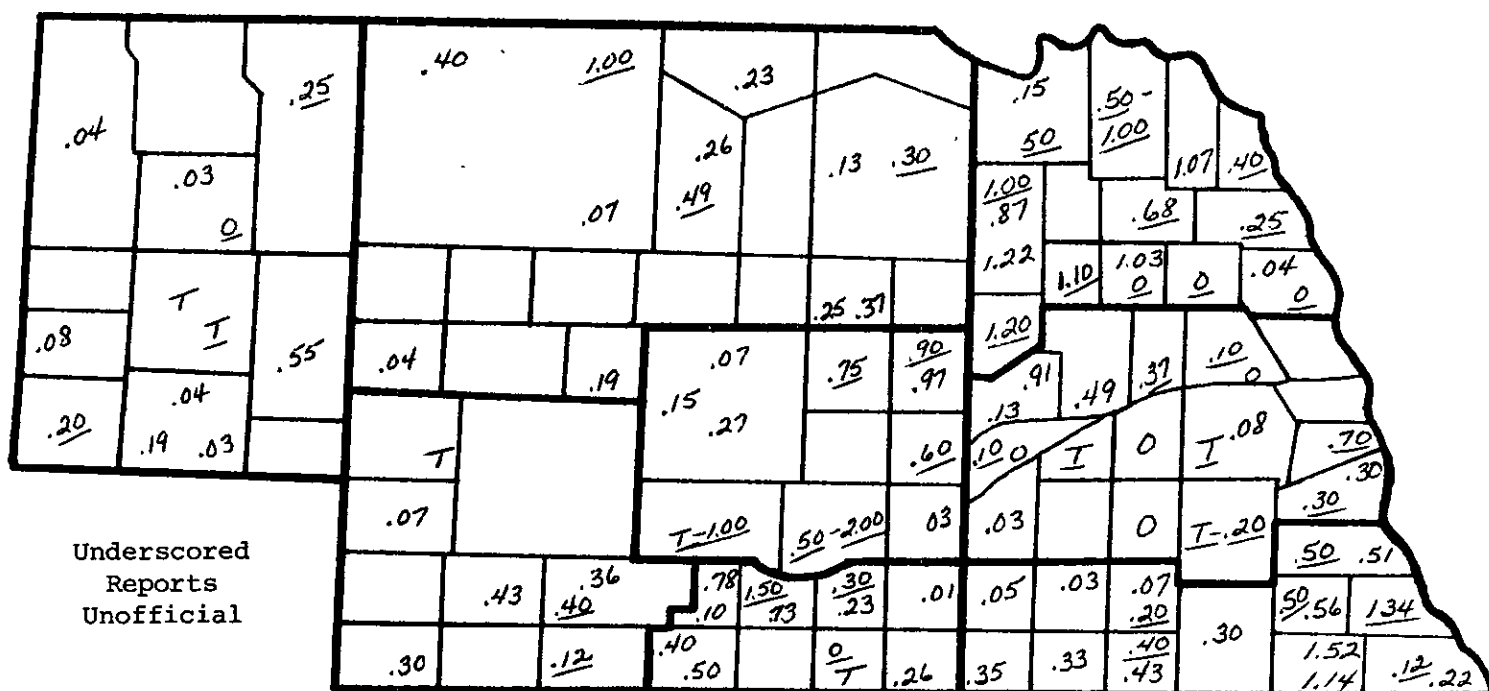 .40 1.00 .23 .15 .50 -
.25 1.00
.04 .26 .13 .30 50 1.07 .40
.03 .49 1.00 .68
0 .07 .87 .25
T 1.22 1.10 1.03 0 .04
T .25 .37 0 0
.08 .55 .04 .19 .07 .75 .90 1.20 .10
.04 .15 .97 .91 .49 .37 0
.20 .19 .03 .27 .13 .08
T .60 .10 0 T 0 T .70
.07 T-1.00 .50-2.00 03 .03 0 T-.20 .30
.30
Underscored
Reports
Unofficial
.50 .51
.43 .36 .78 1.50 .30 .01 .05 .03 .07 .50 .56 1.34
.40 .10 .73 .23 .20 .30
.30 .12 .40 0 .26 .35 .33 .40 1.52 .12
.50 T .43 1.14 .22